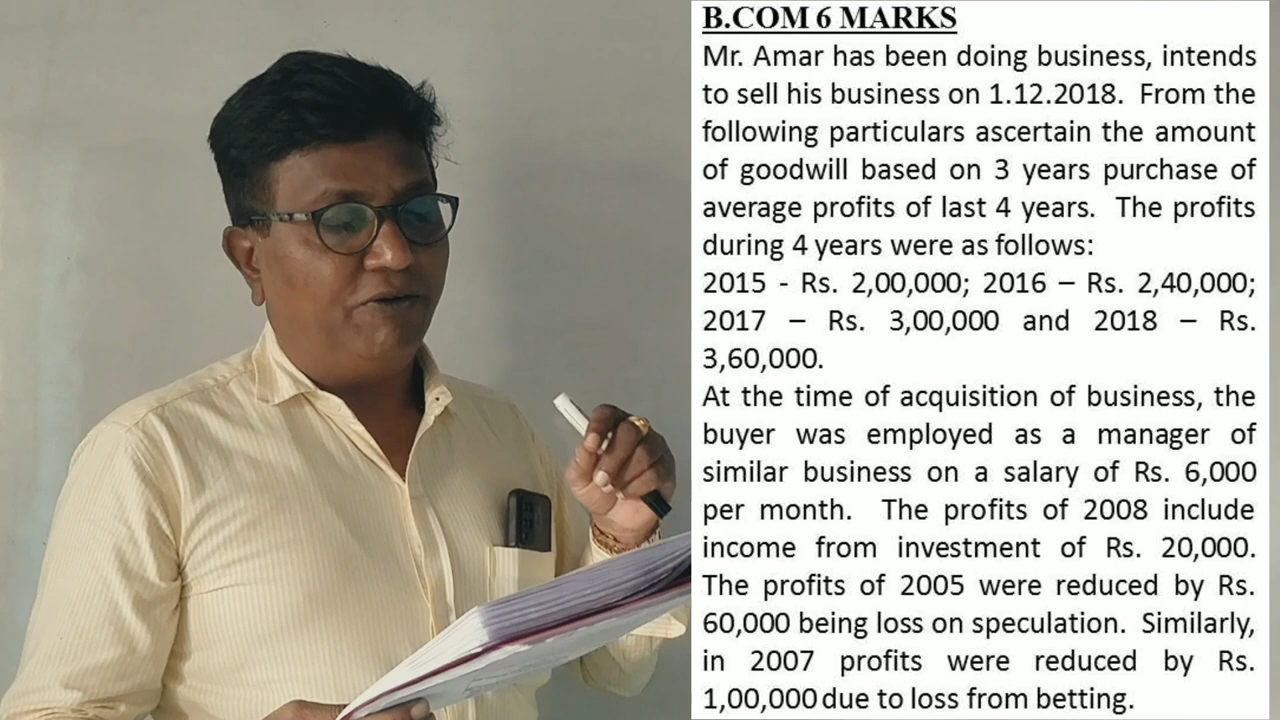 B.COM 6 MARKS
Mr. Amar has been doing business, intends
to sell his business on 1.12.2018. From the
following particulars ascertain the amount
of goodwill based on 3 years purchase of
average profits of last 4 years. The profits
during 4 years were as follows:
2015 - Rs. 2,00,000; 2016 – Rs. 2,40,000;
2017 – Rs. 3,00,000 and 2018 – Rs.
3,60,000.
At the time of acquisition of business, the
buyer was employed as a manager of
similar business on a salary of Rs. 6,000
per month. The profits of 2008 include
income from investment of Rs. 20,000.
The profits of 2005 were reduced by Rs.
60,000 being loss on speculation. Similarly,
in 2007 profits were reduced by Rs.
1,00,000 due to loss from betting.